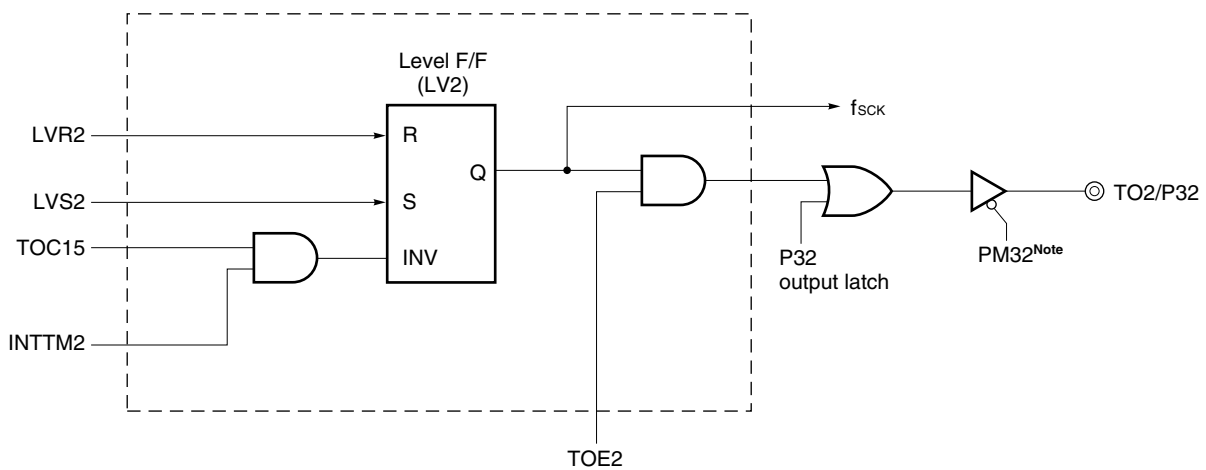 Level F/F
(LV2)
fSCK
LVR2
R
Q
LVS2
S
TO2/P32
TOC15
INV
P32
output latch
PM32Note
INTTM2
TOE2